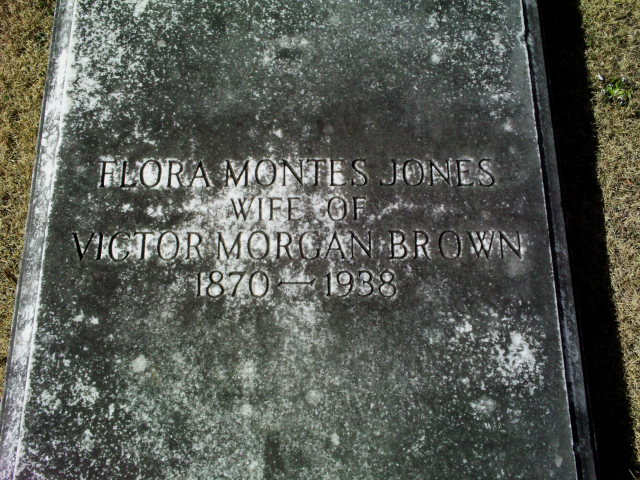 FLORA MONTES JONES
WIFE OF
VICTOR MORGAN BROWN
1870 — 1938